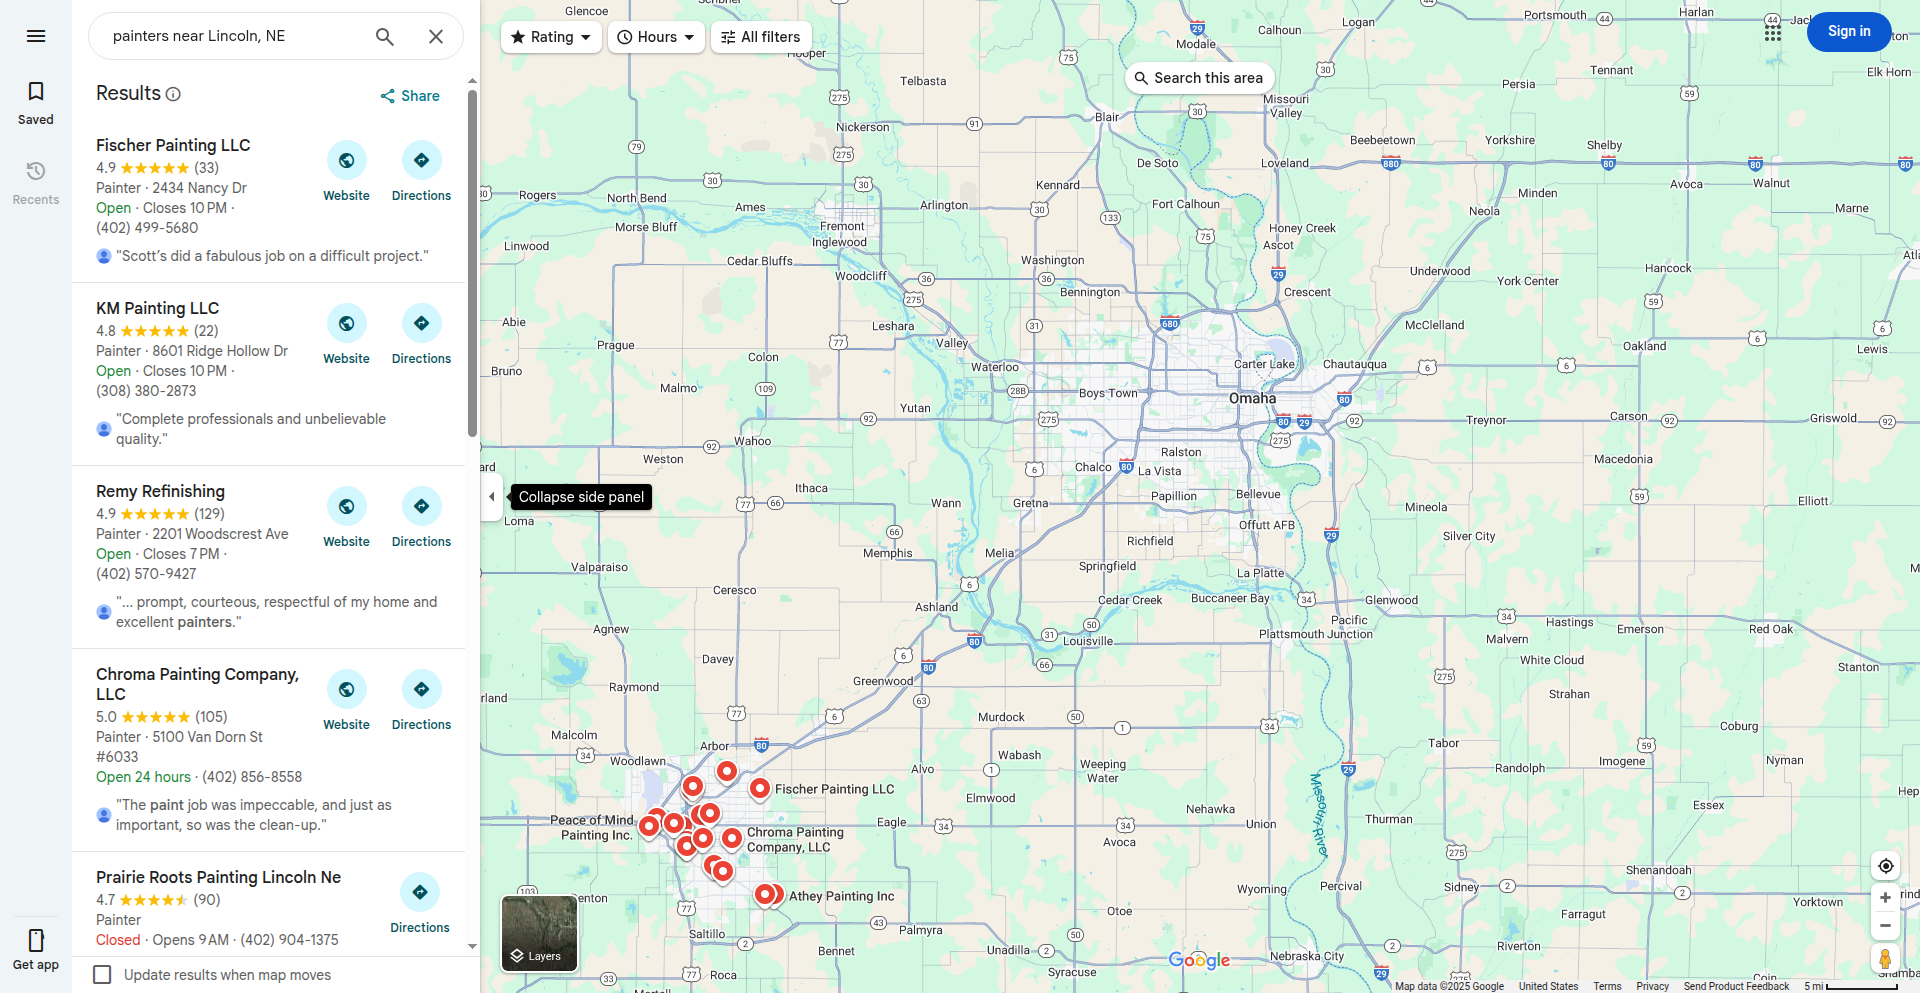 painters near Lincoln, NE
Saved
Recents
Get app
Results
Share
Fischer Painting LLC
4.9 (33)
Painter · 2434 Nancy Dr
Open · Closes 10 PM ·
(402) 499-5680
"Scott's did a fabulous job on a difficult project."
Website
Directions
KM Painting LLC
4.8 (22)
Painter · 8601 Ridge Hollow Dr
Open · Closes 10 PM ·
(308) 380-2873
"Complete professionals and unbelievable
quality."
Website
Directions
Remy Refinishing
4.9 (129)
Painter · 2201 Woodscrest Ave
Open · Closes 7 PM ·
(402) 570-9427
"... prompt, courteous, respectful of my home and
excellent painters."
Website
Directions
Chroma Painting Company,
LLC
5.0 (105)
Painter · 5100 Van Dorn St
#6033
Open 24 hours · (402) 856-8558
"The paint job was impeccable, and just as
important, so was the clean-up."
Website
Directions
Prairie Roots Painting Lincoln Ne
4.7 (90)
Painter
Closed · Opens 9 AM · (402) 904-1375
Directions
Update results when map moves
Rating
Hours
All filters
Search this area
Sign in
Collapse side panel
Layers
Glencoe
Hooper
Telbasta
Nickerson
Rogers
North Bend
Ames
Arlington
Morse Bluff
Fremont
Inglewood
Linwood
Cedar Bluffs
Woodcliff
Abie
Prague
Leshara
Colon
Valley
Bruno
Malmo
Waterloo
Yutan
Wahoo
Weston
Ithaca
Wann
Loma
Memphis
Melia
Valparaiso
Ceresco
Ashland
Agnew
Davey
Greenwood
Raymond
Malcolm
Arbor
Woodlawn
Murdock
Wabash
Alvo
Elmwood
Eagle
Weeping
Water
Nehawka
Union
Avoca
Otoe
Wyoming
Palmyra
Unadilla
Bennet
Syracuse
Saltillo
Roca
Nebraska City
Percival
Blair
De Soto
Kennard
Fort Calhoun
Washington
Bennington
Modale
Calhoun
Logan
Missouri
Valley
Loveland
Honey Creek
Ascot
Crescent
Carter Lake
Omaha
Boys Town
Ralston
Chalco
La Vista
Papillion
Bellevue
Gretna
Offutt AFB
Richfield
Springfield
La Platte
Cedar Creek
Buccaneer Bay
Louisville
Plattsmouth Junction
Pacific
Glenwood
Portsmouth
Harlan
Tennant
Elk Horn
Persia
Beebeetown
Yorkshire
Shelby
Avoca
Walnut
Minden
Neola
Marne
Underwood
York Center
Hancock
McClelland
Chautauqua
Oakland
Lewis
Treynor
Carson
Griswold
Macedonia
Mineola
Elliott
Silver City
Hastings
Malvern
Emerson
Red Oak
White Cloud
Stanton
Strahan
Coburg
Tabor
Randolph
Imogene
Nyman
Essex
Thurman
Shenandoah
Sidney
Farragut
Yorktown
Riverton
Missouri River
Fischer Painting LLC
Peace of Mind
Painting Inc.
Chroma Painting
Company, LLC
Athey Painting Inc
Google
Map data ©2025 Google
United States
Terms
Privacy
Send Product Feedback
5 mi